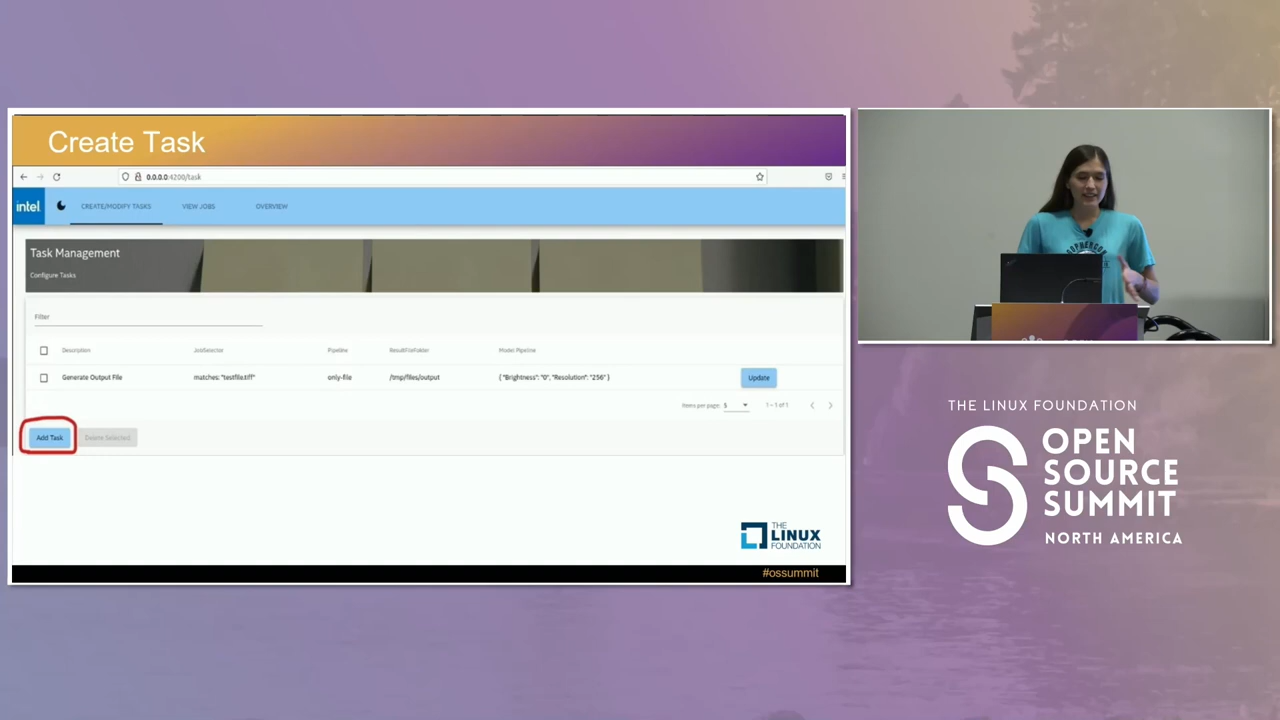 Create Task
0.0.0.0:4200/task
intel
CREATE/MODIFY TASKS VIEW JOBS OVERVIEW
Task Management
Configure Tasks
Filter
Description JobSelector Pipeline ResultFileFolder Model Pipeline
Generate Output File matches: "testfile.tiff" only-file /tmp/files/output { "Brightness": "0", "Resolution": "256" } Update
Items per page: 5 1 – 1 of 1
Add Task Delete Selected
THE
LINUX
FOUNDATION
#ossummit
THE LINUX FOUNDATION
OPEN
SOURCE
SUMMIT
NORTH AMERICA